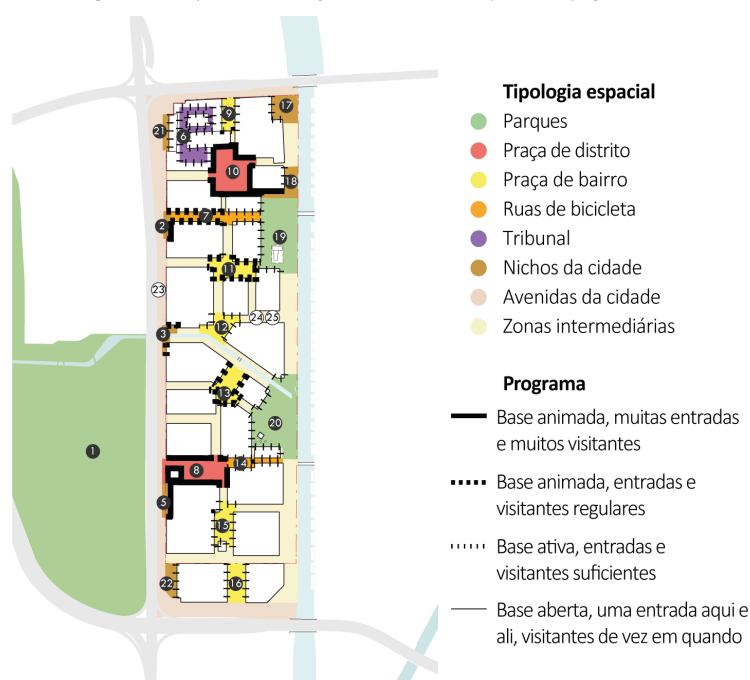 Tipologia espacial
Parques
Praça de distrito
Praça de bairro
Ruas de bicicleta
Tribunal
Nichos da cidade
Avenidas da cidade
Zonas intermediárias
Programa
Base animada, muitas entradas
e muitos visitantes
Base animada, entradas e
visitantes regulares
Base ativa, entradas e
visitantes suficientes
Base aberta, uma entrada aqui e
ali, visitantes de vez em quando
17
9
21
6
10
18
7
2
19
11
23
24 25
12
3
13
20
1
8
14
5
15
22
16